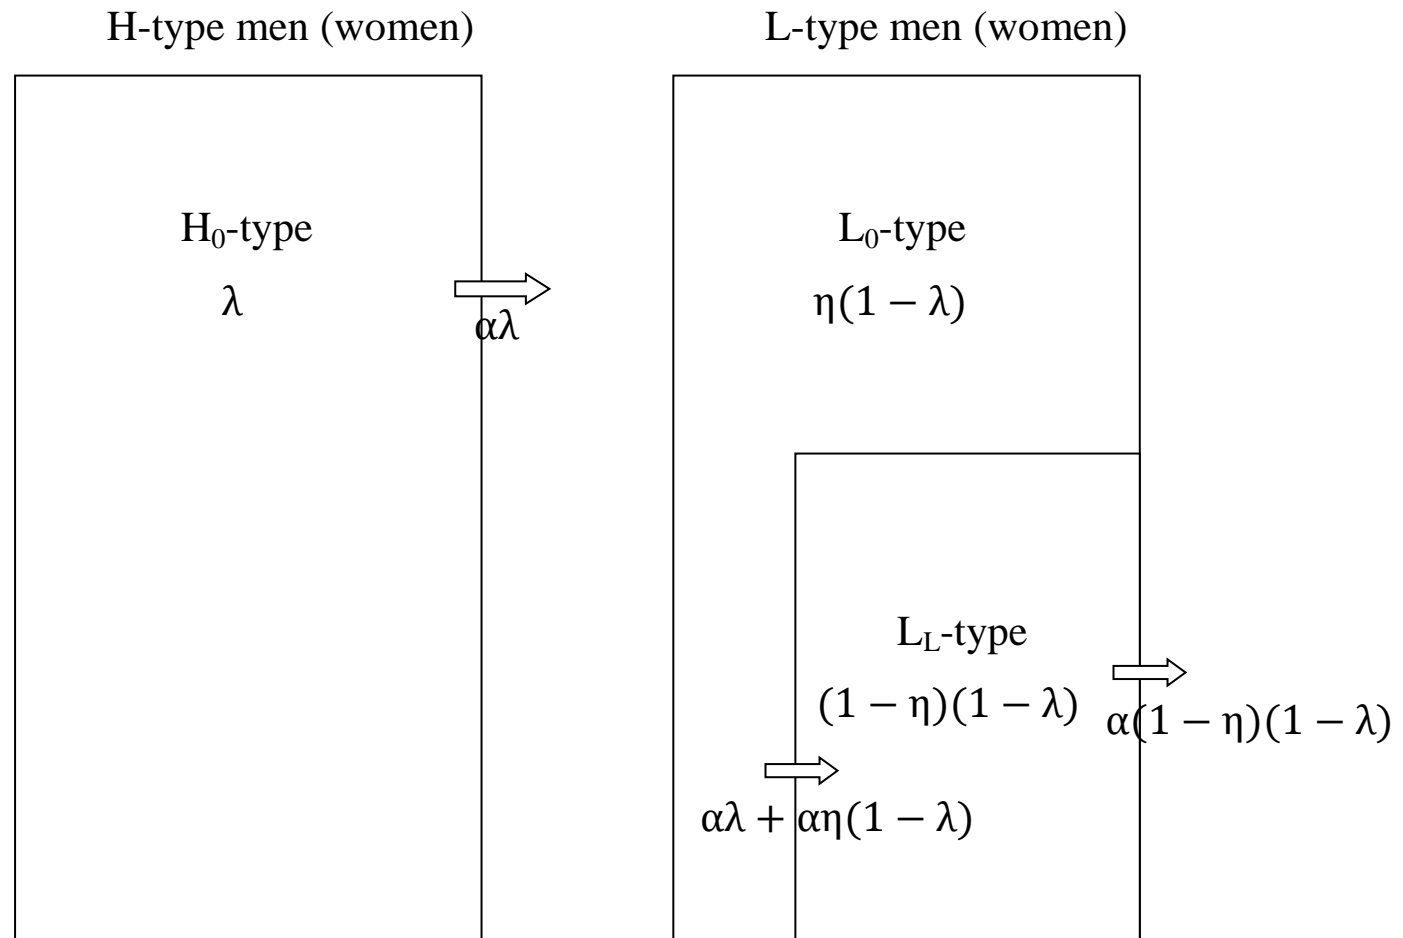 H-type men (women)
L-type men (women)
H₀-type
λ
αλ
L₀-type
η(1 − λ)
L_L-type
(1 − η)(1 − λ)
α(1 − η)(1 − λ)
αλ + αη(1 − λ)